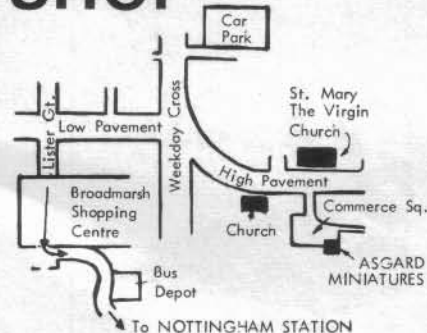 SHOP
Car
Park
St. Mary
The Virgin
Church
Lister Gt.
Low Pavement
Weekday Cross
High Pavement
Broadmarsh
Shopping
Centre
Church
Commerce Sq.
ASGARD
MINIATURES
Bus
Depot
To NOTTINGHAM STATION